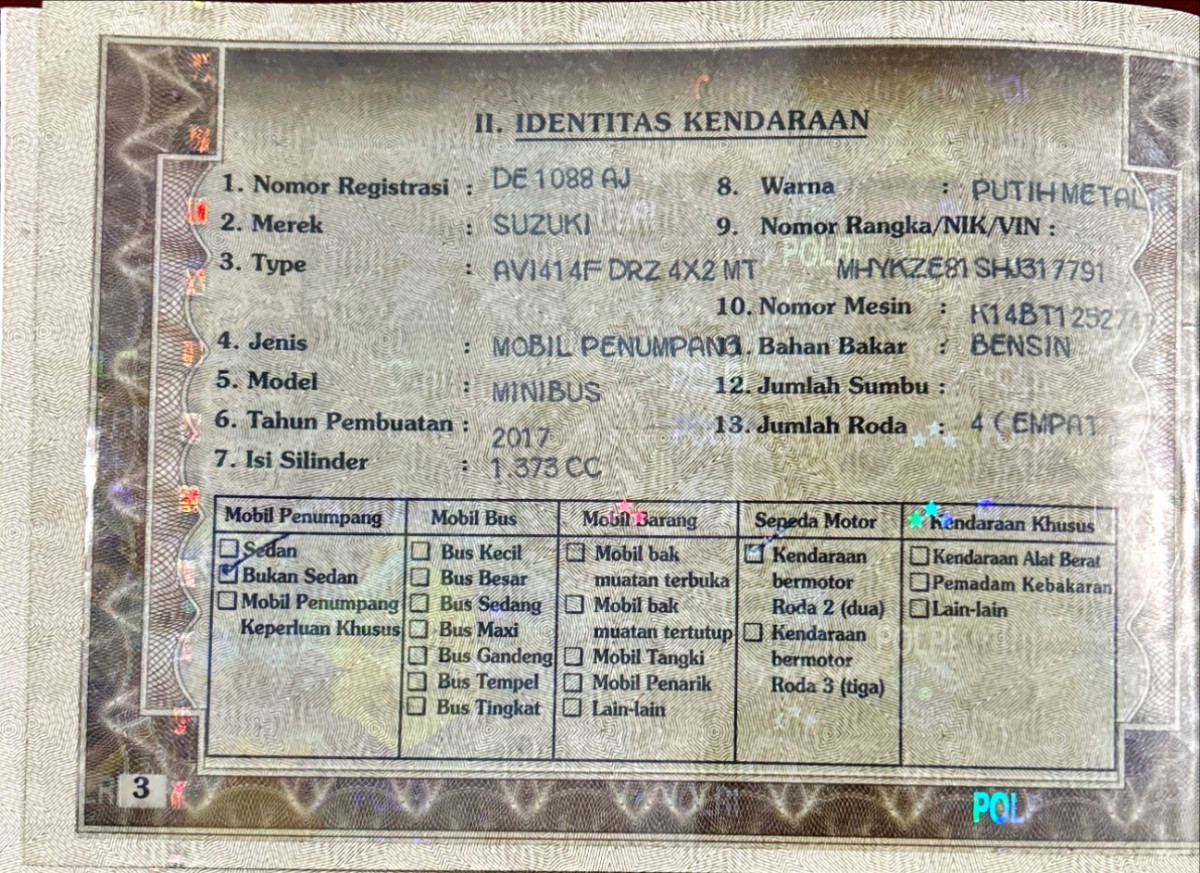 II. IDENTITAS KENDARAAN
1. Nomor Registrasi : DE 1088 AJ
2. Merek : SUZUKI
3. Type : AVI414F DRZ 4X2 MT
4. Jenis : MOBIL PENUMPANG
5. Model : MINIBUS
6. Tahun Pembuatan : 2017
7. Isi Silinder : 1.373 CC
8. Warna : PUTIH METAL
9. Nomor Rangka/NIK/VIN :
MHYKZE81SHJ317791
10. Nomor Mesin :
11. Bahan Bakar : BENSIN
12. Jumlah Sumbu :
13. Jumlah Roda : 4 ( EMPAT
Mobil Penumpang
Sedan
Bukan Sedan
Mobil Penumpang
Keperluan Khusus
Mobil Bus
Bus Kecil
Bus Besar
Bus Sedang
Bus Maxi
Bus Gandeng
Bus Tempel
Bus Tingkat
Mobil Barang
Mobil bak
muatan terbuka
Mobil bak
muatan tertutup
Mobil Tangki
Mobil Penarik
Lain-lain
Sepeda Motor
Kendaraan
bermotor
Roda 2 (dua)
Kendaraan
bermotor
Roda 3 (tiga)
Kendaraan Khusus
Kendaraan Alat Berat
Pemadam Kebakaran
Lain-lain
3